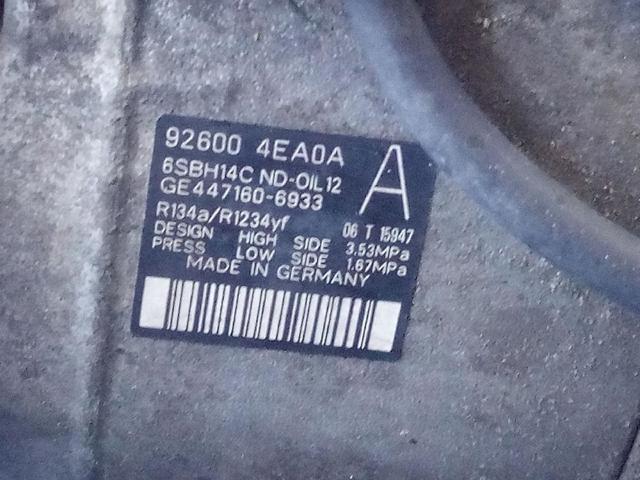 92600 4EA0A
A
6SBH14C ND-OIL12
GE447160-6933
R134a/R1234yf 06 T 15947
DESIGN HIGH SIDE 3.53MPa
PRESS LOW SIDE 1.67MPa
MADE IN GERMANY